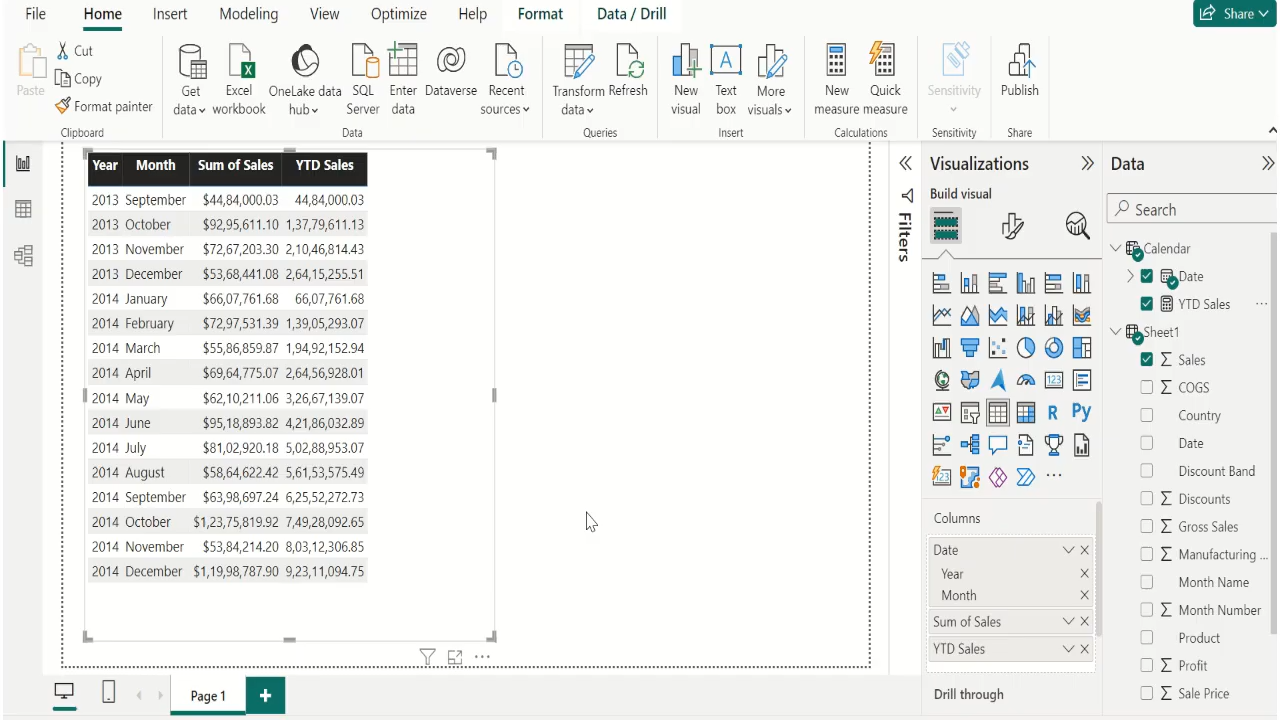 File Home Insert Modeling View Optimize Help Format Data / Drill Share
Paste Cut
Copy
Format painter
Clipboard
Get data
Excel workbook
OneLake data hub
SQL Server
Enter data
Dataverse
Recent sources
Data
Transform data
Refresh
Queries
New visual
Text box
More visuals
Insert
New measure
Quick measure
Calculations
Sensitivity
Sensitivity
Publish
Share
Year Month Sum of Sales YTD Sales
2013 September $44,84,000.03 44,84,000.03
2013 October $92,95,611.10 1,37,79,611.13
2013 November $72,67,203.30 2,10,46,814.43
2013 December $53,68,441.08 2,64,15,255.51
2014 January $66,07,761.68 66,07,761.68
2014 February $72,97,531.39 1,39,05,293.07
2014 March $55,86,859.87 1,94,92,152.94
2014 April $69,64,775.07 2,64,56,928.01
2014 May $62,10,211.06 3,26,67,139.07
2014 June $95,18,893.82 4,21,86,032.89
2014 July $81,02,920.18 5,02,88,953.07
2014 August $58,64,622.42 5,61,53,575.49
2014 September $63,98,697.24 6,25,52,272.73
2014 October $1,23,75,819.92 7,49,28,092.65
2014 November $53,84,214.20 8,03,12,306.85
2014 December $1,19,98,787.90 9,23,11,094.75
Page 1
Filters
Visualizations
Build visual
R Py
123
Columns
Date
Year
Month
Sum of Sales
YTD Sales
Drill through
Data
Search
Calendar
Date
YTD Sales
Sheet1
Sales
COGS
Country
Date
Discount Band
Discounts
Gross Sales
Manufacturing ...
Month Name
Month Number
Product
Profit
Sale Price